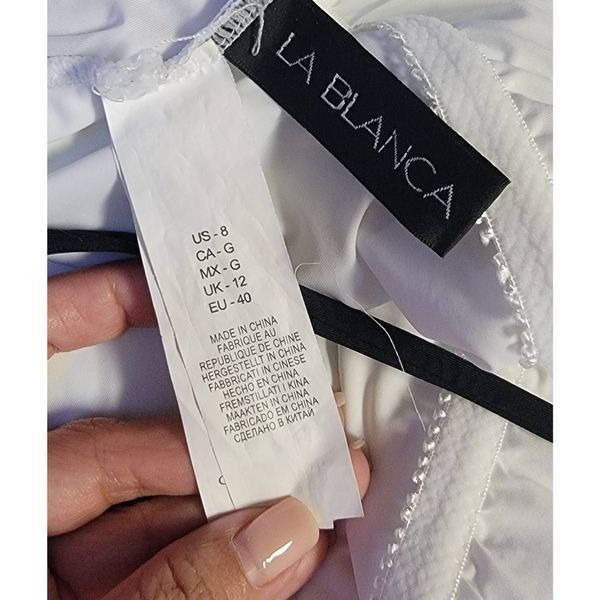 LA BLANCA
US - 8
CA - G
MX - G
UK - 12
EU - 40
MADE IN CHINA
FABRIQUE AU
REPUBLIQUE DE CHINE
HERGESTELLT IN CHINA
FABBRICATI IN CINESE
HECHO EN CHINA
FREMSTILLATI I KINA
MAAKTEN IN CHINA
FABRICADO EM CHINA
СДЕЛАНО В КИТАЙ